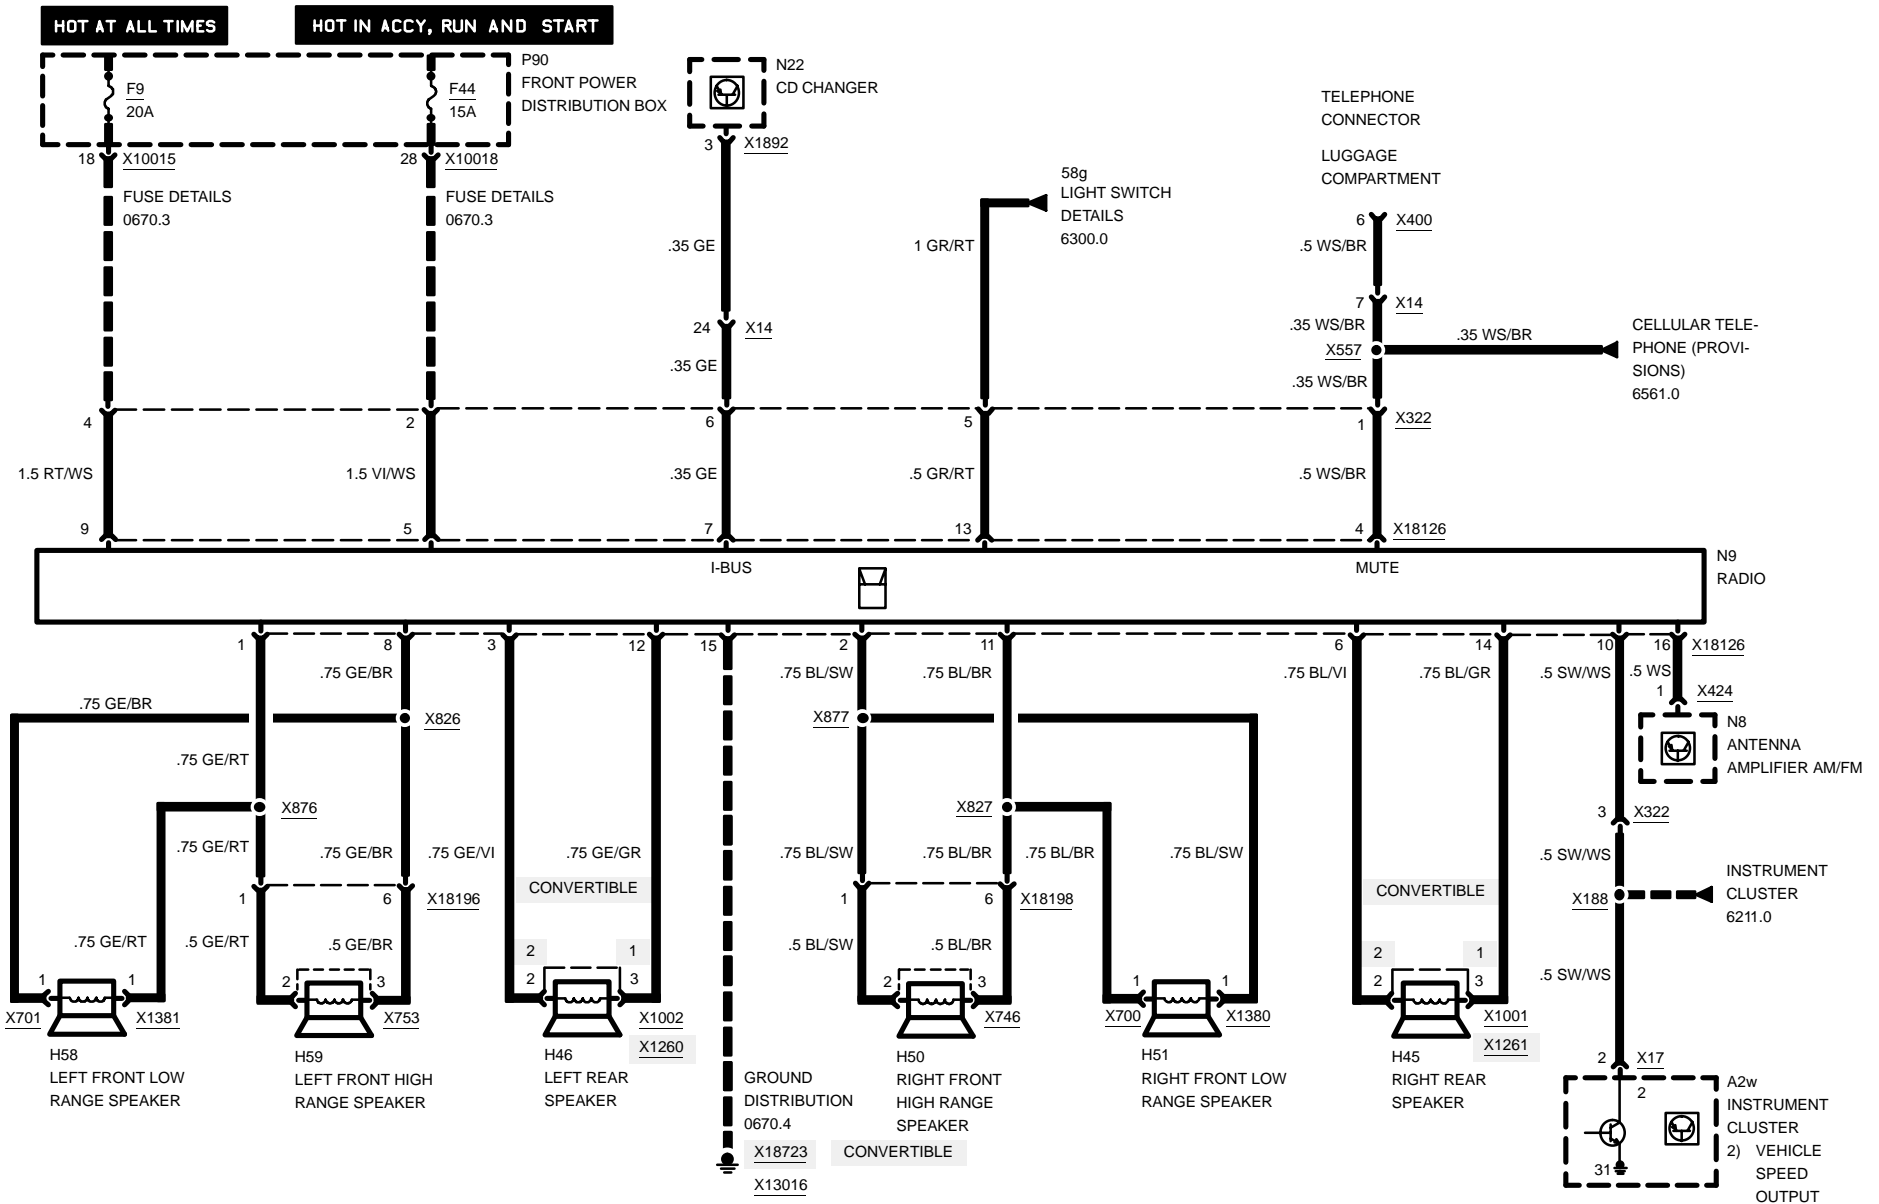 HOT AT ALL TIMES
HOT IN ACCY, RUN AND START
P90
FRONT POWER
DISTRIBUTION BOX
F9
20A
F44
15A
N22
CD CHANGER
18
X10015
28
X10018
3
X1892
FUSE DETAILS
0670.3
FUSE DETAILS
0670.3
58g
LIGHT SWITCH
DETAILS
6300.0
TELEPHONE
CONNECTOR
LUGGAGE
COMPARTMENT
6
X400
.35 GE
1 GR/RT
.5 WS/BR
7
X14
24
X14
.35 WS/BR
X557
.35 WS/BR
CELLULAR TELE-
PHONE (PROVI-
SIONS)
6561.0
.35 GE
.35 WS/BR
4
2
6
5
1
X322
1.5 RT/WS
1.5 VI/WS
.35 GE
.5 GR/RT
.5 WS/BR
9
5
7
13
4
X18126
I-BUS
MUTE
N9
RADIO
1
8
3
12
15
2
11
6
14
10
16
X18126
.75 GE/BR
.75 BL/SW
.75 BL/BR
.75 BL/VI
.75 BL/GR
.5 SW/WS
.5 WS
1
X424
.75 GE/BR
X826
X877
N8
ANTENNA
AMPLIFIER AM/FM
.75 GE/RT
X876
X827
3
X322
.75 GE/RT
.75 GE/BR
.75 GE/VI
.75 GE/GR
.75 BL/SW
.75 BL/BR
.75 BL/BR
.75 BL/SW
.5 SW/WS
CONVERTIBLE
CONVERTIBLE
INSTRUMENT
CLUSTER
6211.0
X188
1
6
X18196
1
6
X18198
.75 GE/RT
.5 GE/RT
.5 GE/BR
2
1
.5 BL/SW
.5 BL/BR
2
1
.5 SW/WS
1
1
2
3
2
3
2
3
1
1
2
3
X701
X1381
X753
X1002
X1260
X746
X700
X1380
X1001
X1261
H58
LEFT FRONT LOW
RANGE SPEAKER
H59
LEFT FRONT HIGH
RANGE SPEAKER
H46
LEFT REAR
SPEAKER
GROUND
DISTRIBUTION
0670.4
X18723
CONVERTIBLE
X13016
H50
RIGHT FRONT
HIGH RANGE
SPEAKER
H51
RIGHT FRONT LOW
RANGE SPEAKER
H45
RIGHT REAR
SPEAKER
2
X17
2
31
A2w
INSTRUMENT
CLUSTER
2) VEHICLE
SPEED
OUTPUT